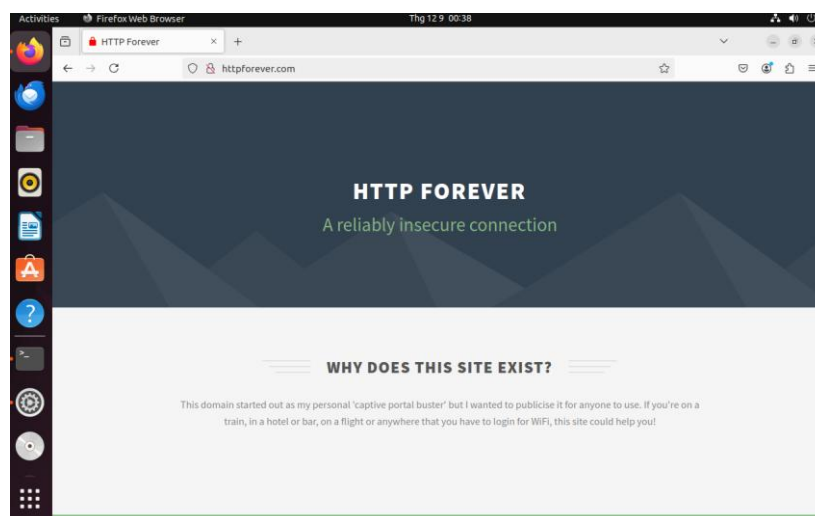 Activities Firefox Web Browser Thg 12 9 00:38
HTTP Forever
httpforever.com
HTTP FOREVER
A reliably insecure connection
WHY DOES THIS SITE EXIST?
This domain started out as my personal 'captive portal buster' but I wanted to publicise it for anyone to use. If you're on a
train, in a hotel or bar, on a flight or anywhere that you have to login for WiFi, this site could help you!